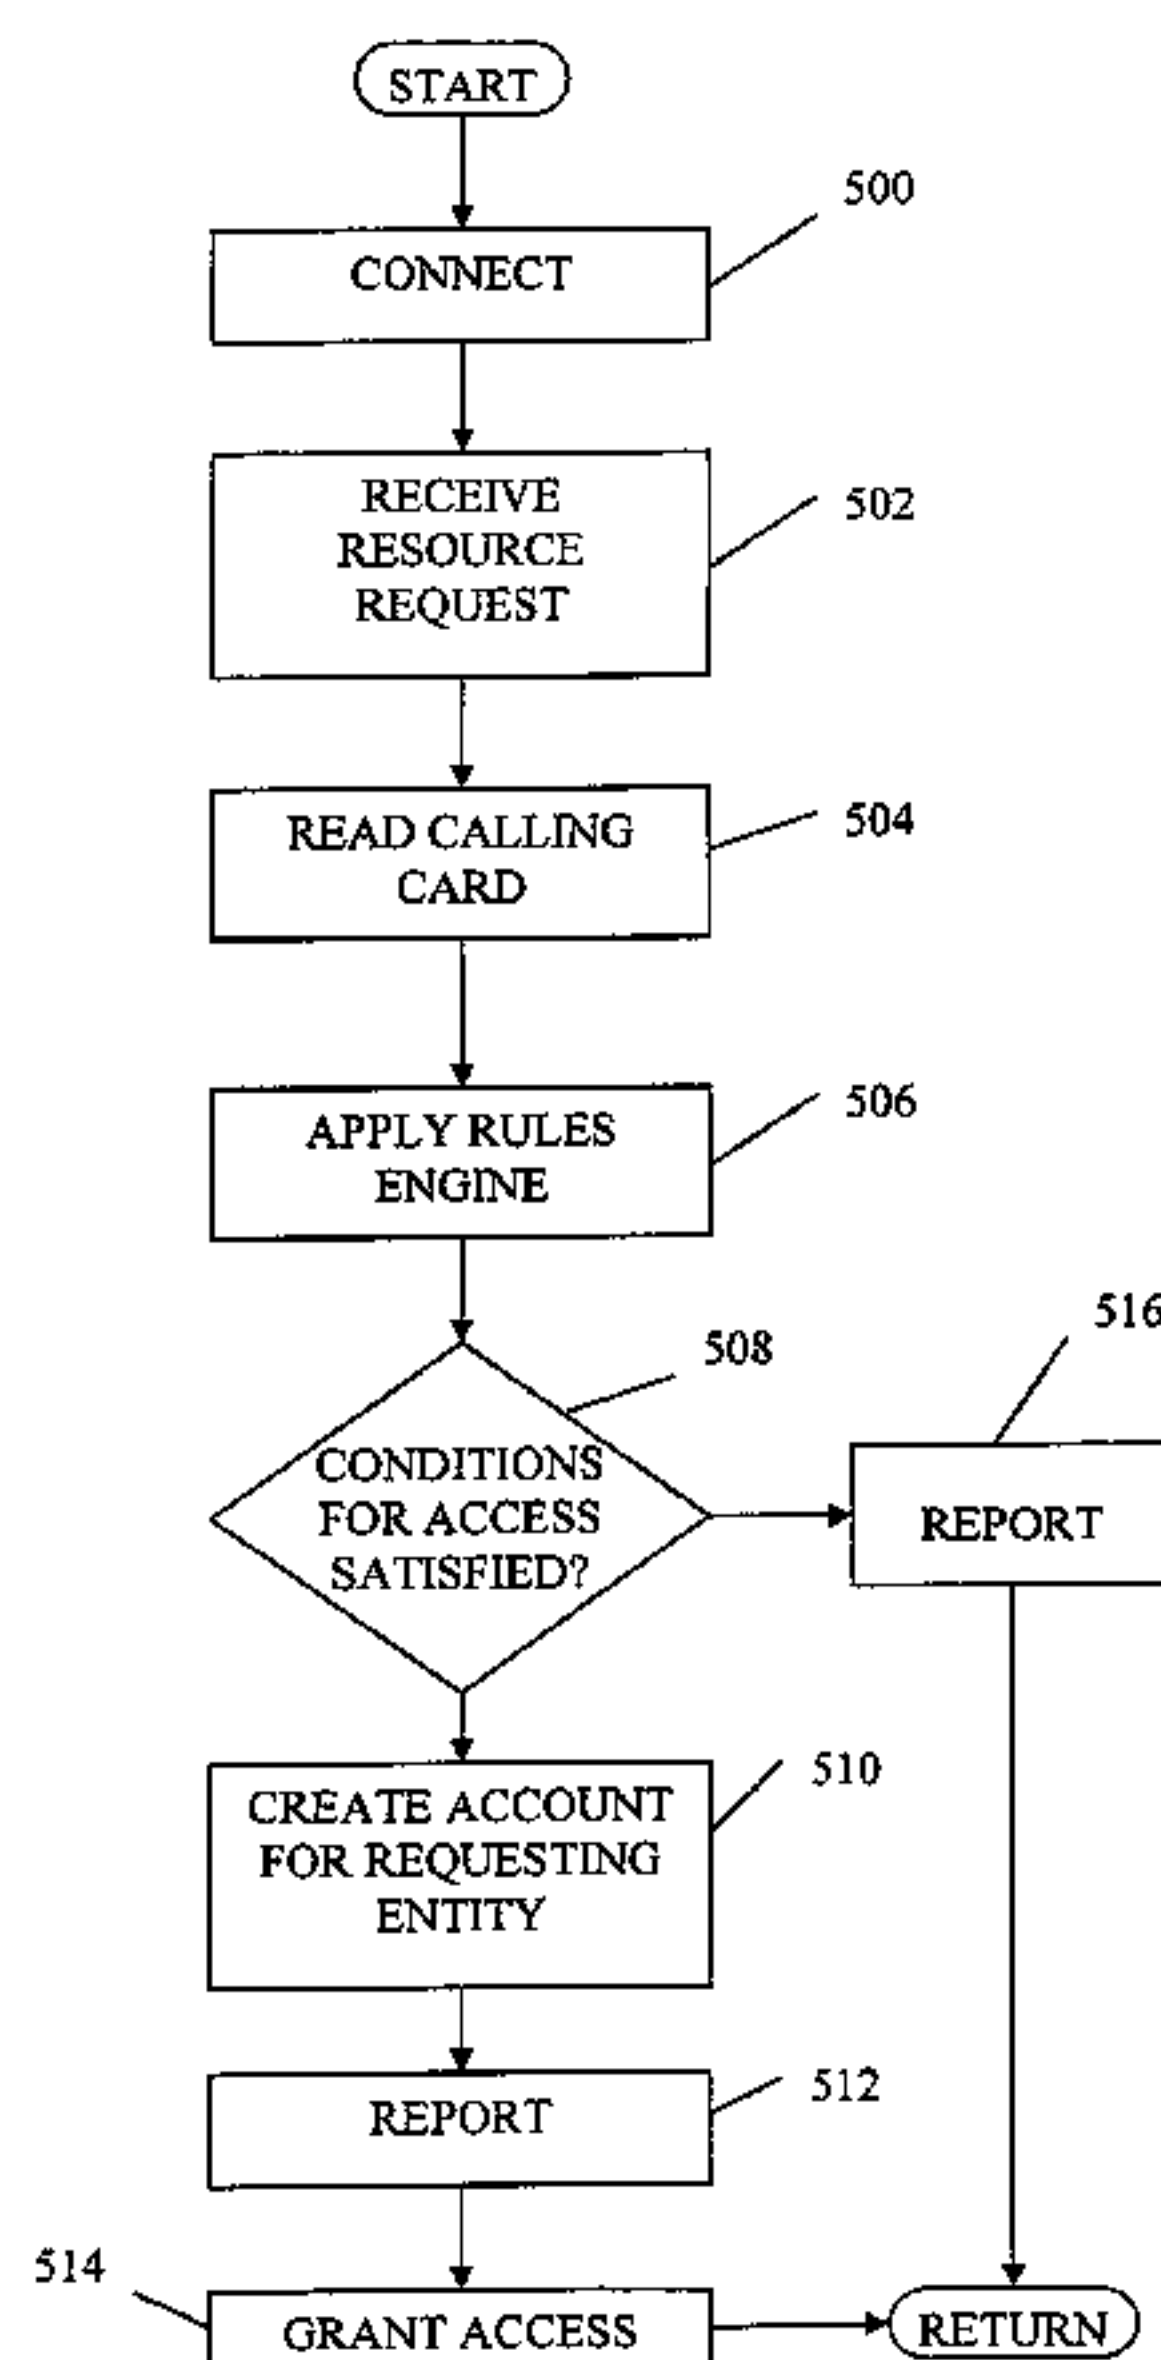 START
500
CONNECT
RECEIVE
RESOURCE
REQUEST
502
READ CALLING
CARD
504
APPLY RULES
ENGINE
506
508
516
CONDITIONS
FOR ACCESS
SATISFIED?
REPORT
CREATE ACCOUNT
FOR REQUESTING
ENTITY
510
REPORT
512
514
GRANT ACCESS
RETURN